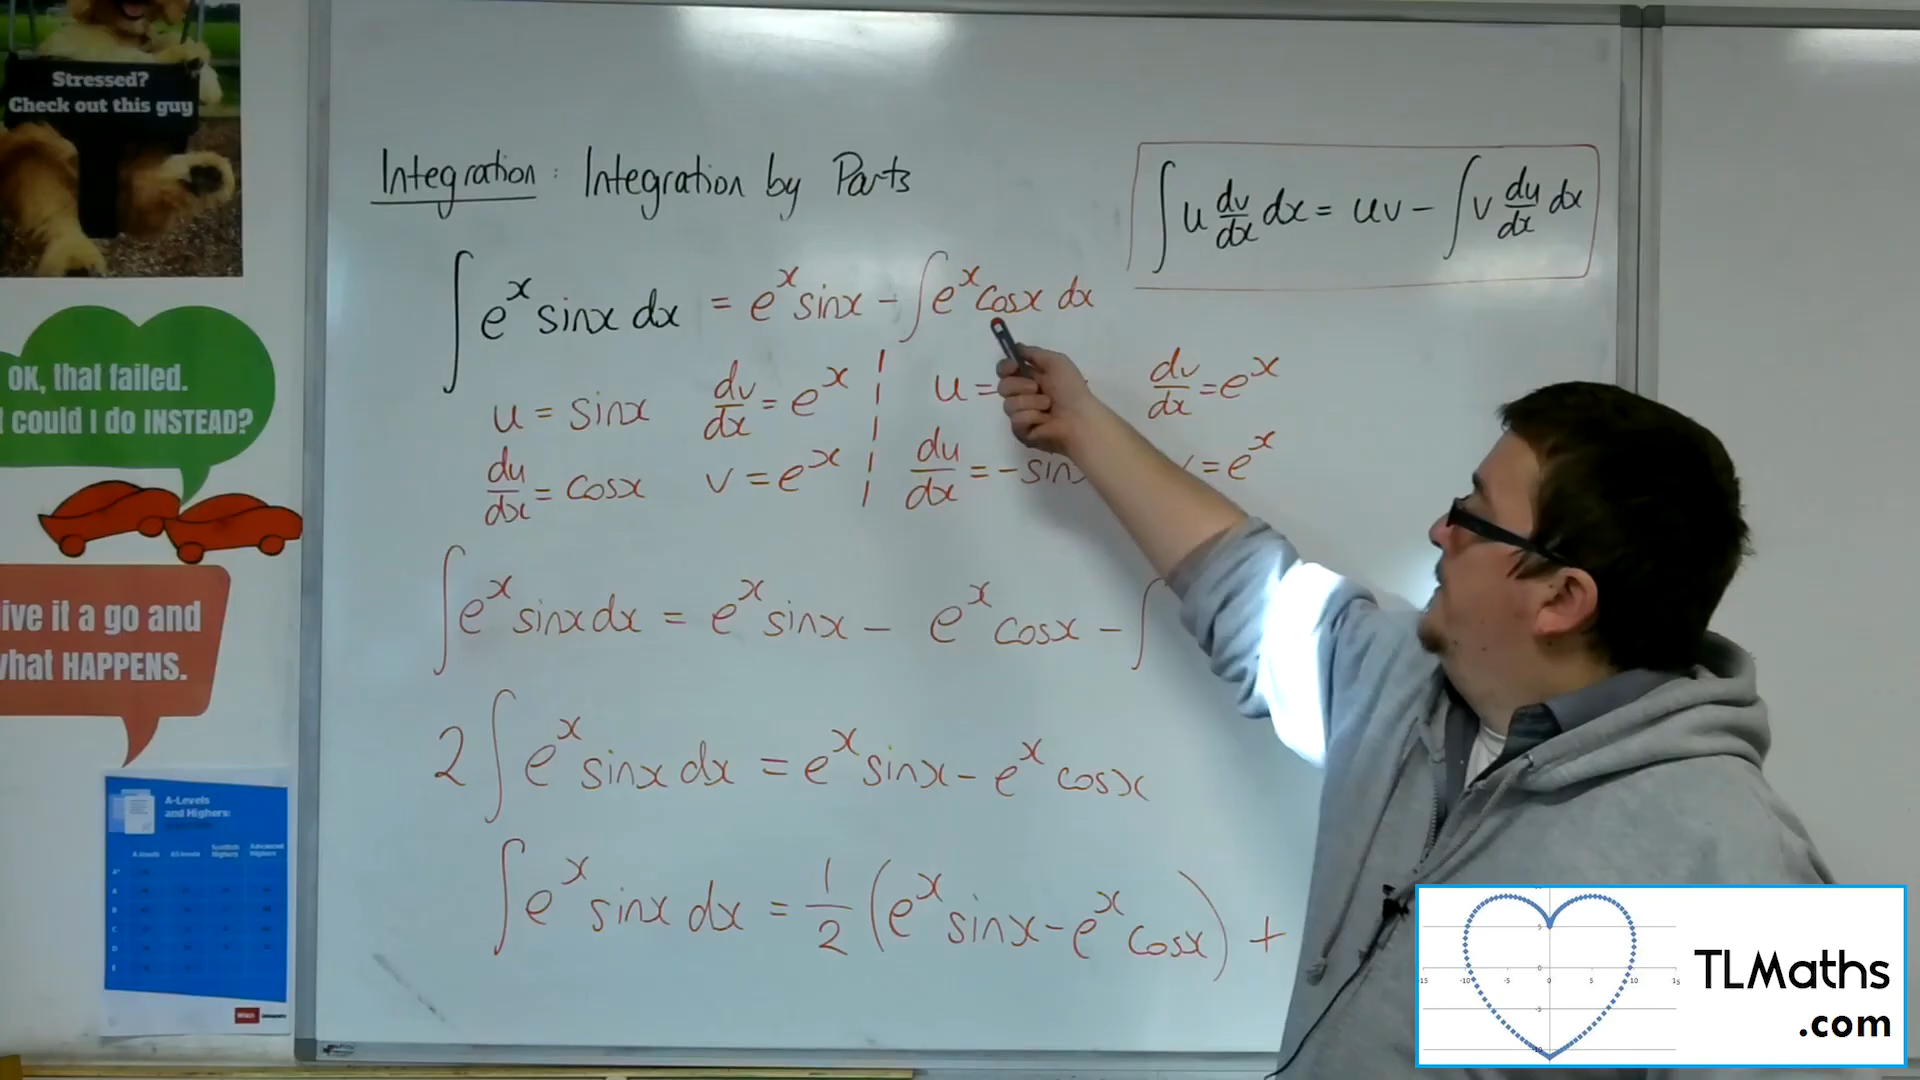 Stressed?
Check out this guy
Integration : Integration by Parts
∫ u dv/dx dx = uv − ∫ v du/dx dx
∫ e^x sinx dx = e^x sinx − ∫ e^x cosx dx
u = sinx dv/dx = e^x u = dv/dx = e^x
du/dx = cosx v = e^x du/dx = −sin = e^x
∫ e^x sinx dx = e^x sinx − e^x cosx − ∫
2 ∫ e^x sinx dx = e^x sinx − e^x cosx
∫ e^x sinx dx = 1/2 (e^x sinx − e^x cosx) +
OK, that failed.
could I do INSTEAD?
ive it a go and
what HAPPENS.
A-Levels
and Highers:
TLMaths
.com